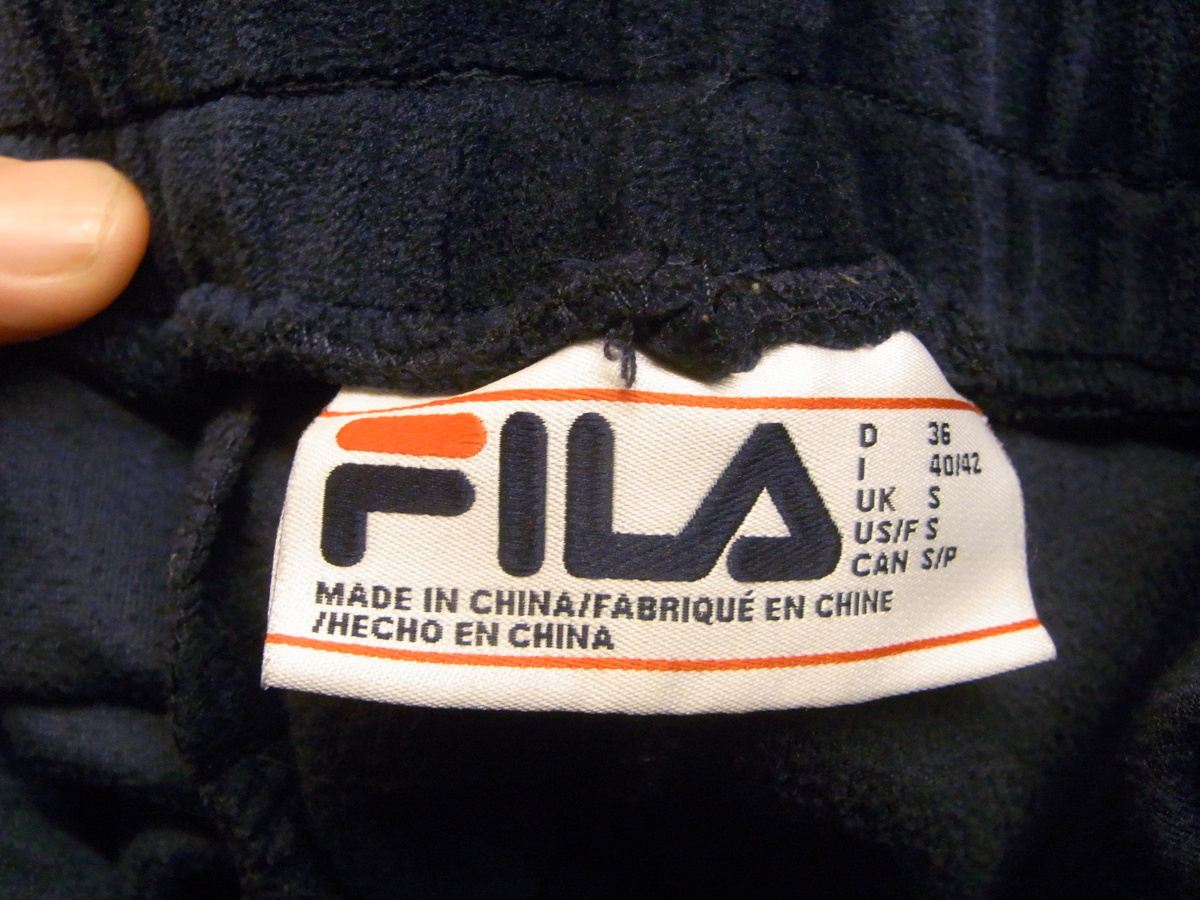 FILA
D 36
I 40/42
UK S
US/F S
CAN S/P
MADE IN CHINA/FABRIQUÉ EN CHINE
/HECHO EN CHINA